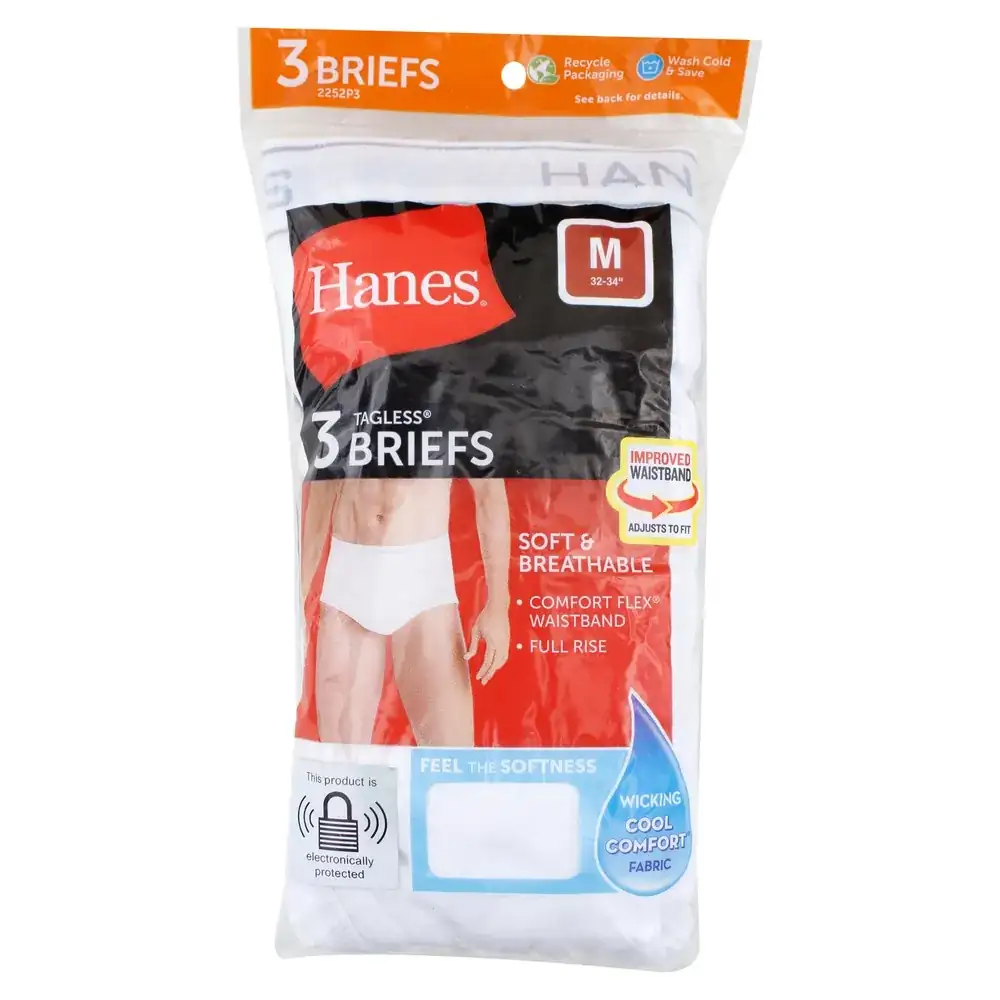 3 BRIEFS
2252P3
Recycle
Packaging
Wash Cold
& Save
See back for details.
HAN
Hanes®
M
32-34"
3 TAGLESS®
BRIEFS
IMPROVED
WAISTBAND
ADJUSTS TO FIT
SOFT &
BREATHABLE
• COMFORT FLEX®
WAISTBAND
• FULL RISE
FEEL THE SOFTNESS
WICKING
COOL
COMFORT
FABRIC
This product is
electronically
protected